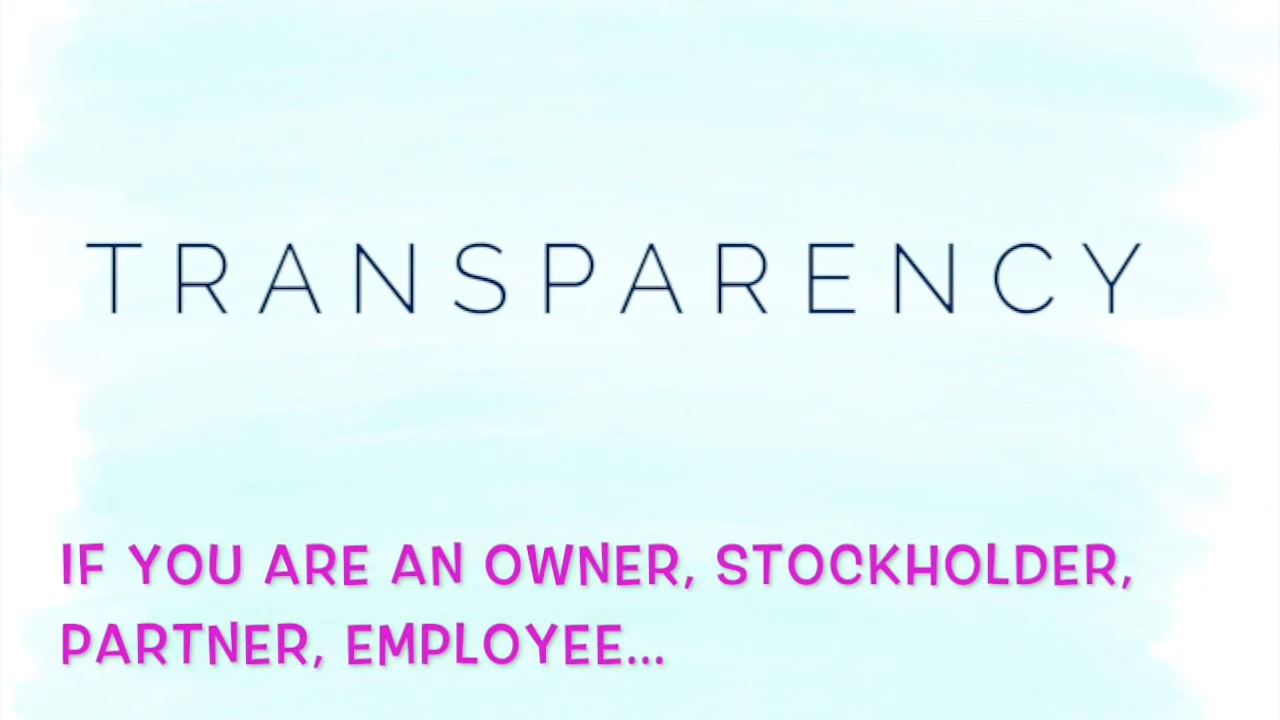 TRANSPARENCY
IF YOU ARE AN OWNER, STOCKHOLDER,
PARTNER, EMPLOYEE...